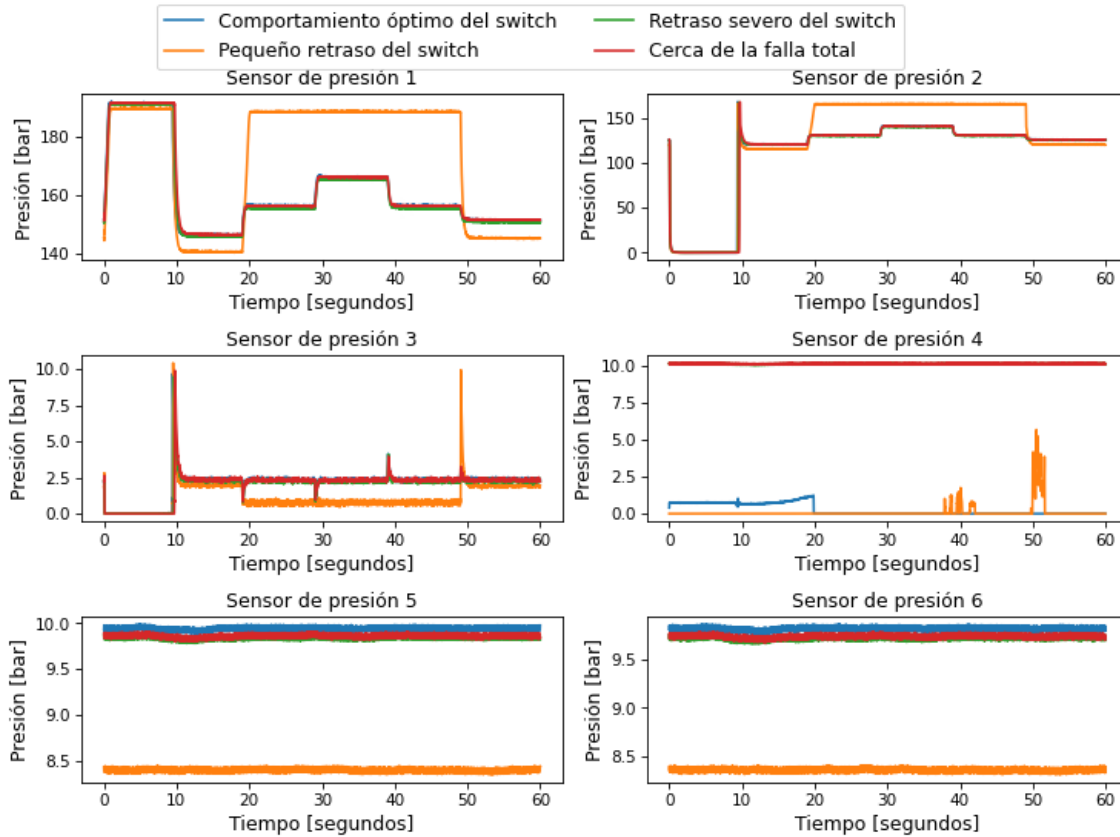 Comportamiento óptimo del switch
Retraso severo del switch
Pequeño retraso del switch
Cerca de la falla total
Sensor de presión 1
Sensor de presión 2
180
160
140
Presión [bar]
0 10 20 30 40 50 60
Tiempo [segundos]
150
100
50
0
Presión [bar]
0 10 20 30 40 50 60
Tiempo [segundos]
Sensor de presión 3
Sensor de presión 4
10.0
7.5
5.0
2.5
0.0
Presión [bar]
0 10 20 30 40 50 60
Tiempo [segundos]
10.0
7.5
5.0
2.5
0.0
Presión [bar]
0 10 20 30 40 50 60
Tiempo [segundos]
Sensor de presión 5
Sensor de presión 6
10.0
9.5
9.0
8.5
Presión [bar]
0 10 20 30 40 50 60
Tiempo [segundos]
9.5
9.0
8.5
Presión [bar]
0 10 20 30 40 50 60
Tiempo [segundos]